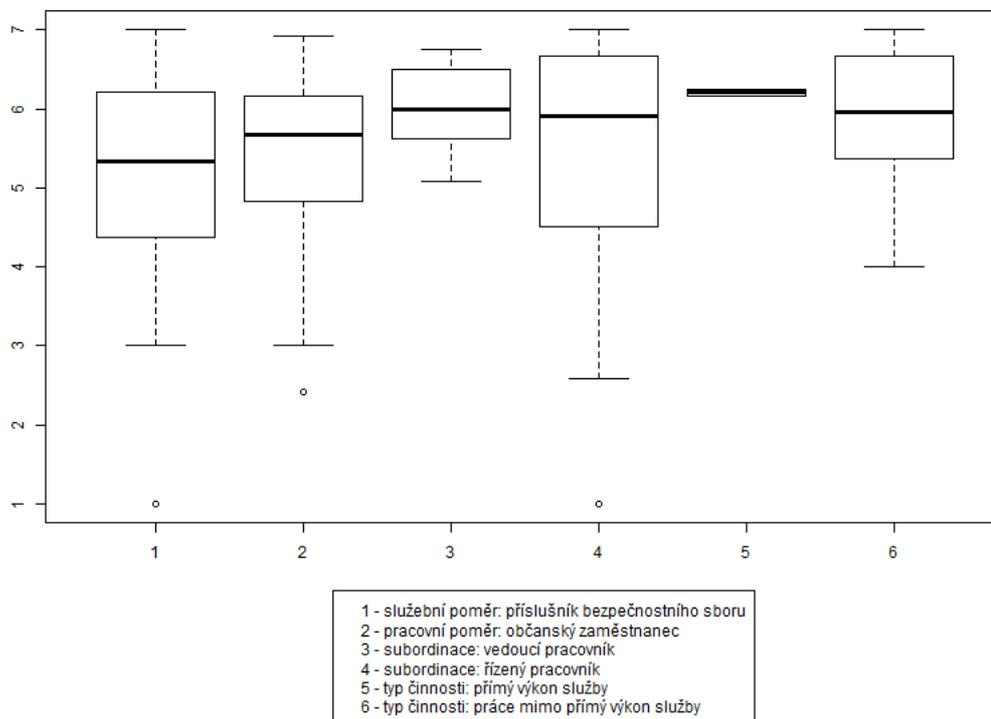 7
6
5
4
3
2
1
1 2 3 4 5 6
1 - služební poměr: příslušník bezpečnostního sboru
2 - pracovní poměr: občanský zaměstnanec
3 - subordinace: vedoucí pracovník
4 - subordinace: řízený pracovník
5 - typ činnosti: přímý výkon služby
6 - typ činnosti: práce mimo přímý výkon služby